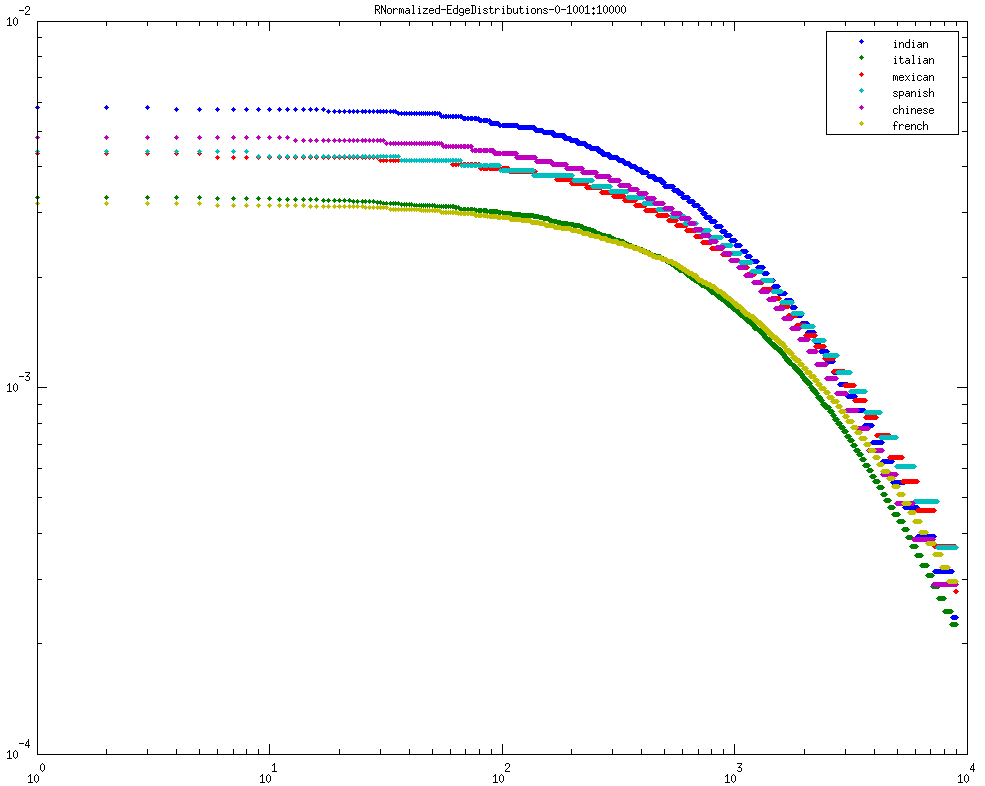 RNormalized-EdgeDistributions-0-1001:10000
10^-2
indian
italian
mexican
spanish
chinese
french
10^-3
10^-4
10^0 10^1 10^2 10^3 10^4